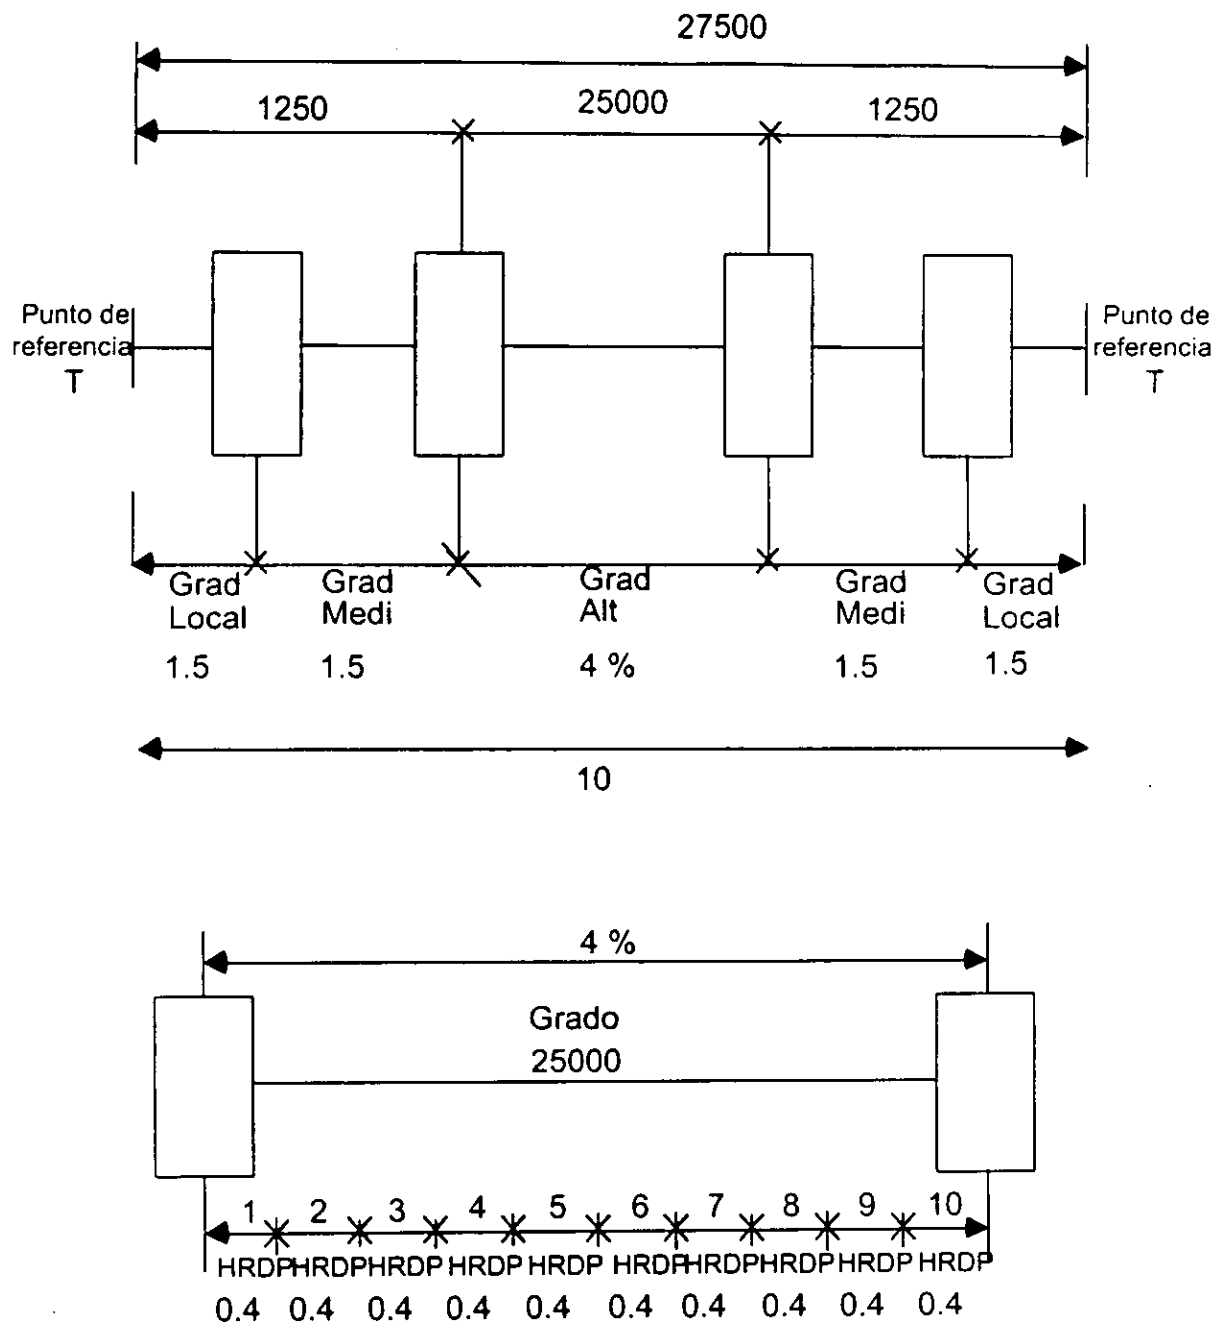 27500
1250 25000 1250
Punto de referencia T
Punto de referencia T
Grad Local
Grad Medi
Grad Alt
Grad Medi
Grad Local
1.5 1.5 4 % 1.5 1.5
10
4 %
Grado
25000
1 2 3 4 5 6 7 8 9 10
HRDP HRDP HRDP HRDP HRDP HRDP HRDP HRDP HRDP HRDP
0.4 0.4 0.4 0.4 0.4 0.4 0.4 0.4 0.4 0.4